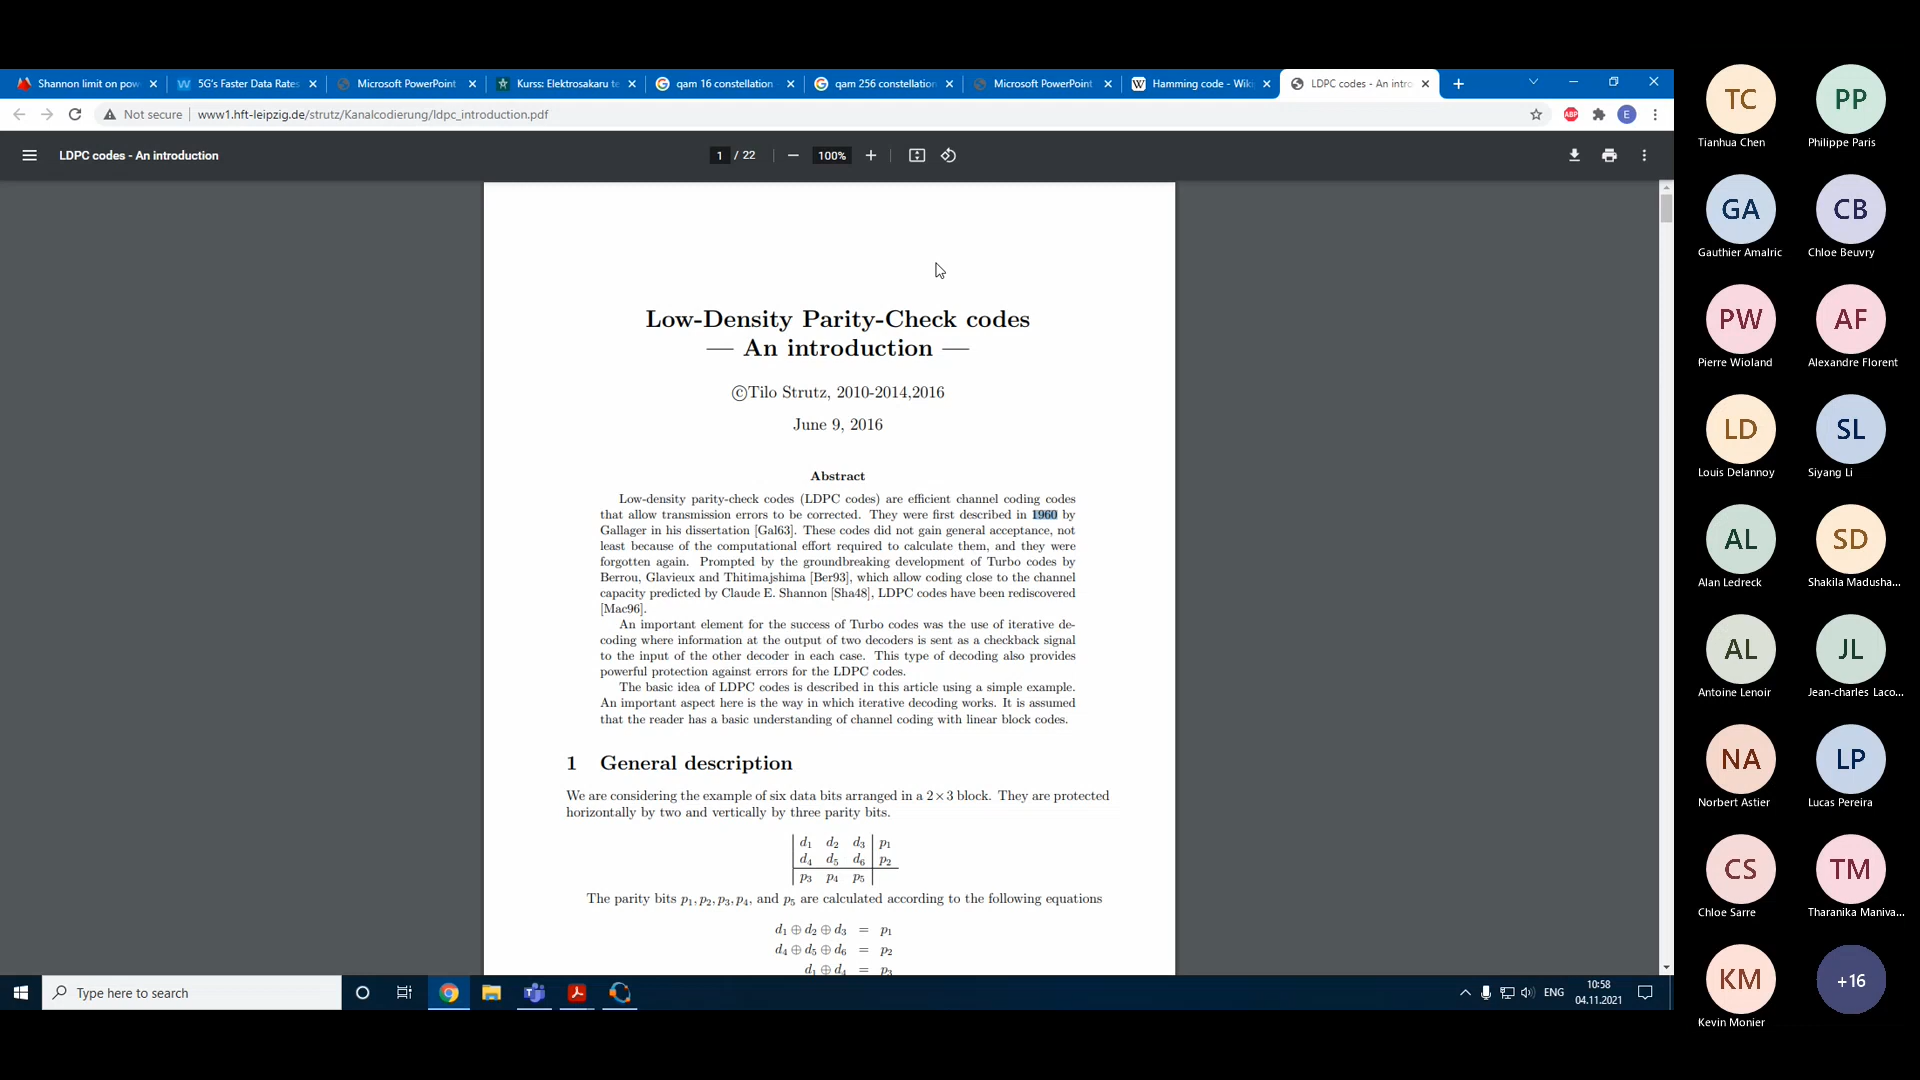 Shannon limit on pow
5G's Faster Data Rates
Microsoft PowerPoint
Kurss: Elektrosakaru te
qam 16 constellation
qam 256 constellation
Microsoft PowerPoint
Hamming code - Wiki
LDPC codes - An intro
Not secure
www1.hft-leipzig.de/strutz/Kanalcodierung/ldpc_introduction.pdf
ABP
E
LDPC codes - An introduction
1 / 22
100%
Low-Density Parity-Check codes
— An introduction —
©Tilo Strutz, 2010-2014,2016
June 9, 2016
Abstract
Low-density parity-check codes (LDPC codes) are efficient channel coding codes
that allow transmission errors to be corrected. They were first described in 1960 by
Gallager in his dissertation [Gal63]. These codes did not gain general acceptance, not
least because of the computational effort required to calculate them, and they were
forgotten again. Prompted by the groundbreaking development of Turbo codes by
Berrou, Glavieux and Thitimajshima [Ber93], which allow coding close to the channel
capacity predicted by Claude E. Shannon [Sha48], LDPC codes have been rediscovered
[Mac96].
An important element for the success of Turbo codes was the use of iterative de-
coding where information at the output of two decoders is sent as a checkback signal
to the input of the other decoder in each case. This type of decoding also provides
powerful protection against errors for the LDPC codes.
The basic idea of LDPC codes is described in this article using a simple example.
An important aspect here is the way in which iterative decoding works. It is assumed
that the reader has a basic understanding of channel coding with linear block codes.
1 General description
We are considering the example of six data bits arranged in a 2×3 block. They are protected
horizontally by two and vertically by three parity bits.
d₁ d₂ d₃ p₁
d₄ d₅ d₆ p₂
p₃ p₄ p₅
The parity bits p₁, p₂, p₃, p₄, and p₅ are calculated according to the following equations
d₁ ⊕ d₂ ⊕ d₃ = p₁
d₄ ⊕ d₅ ⊕ d₆ = p₂
d₁ ⊕ d₄ = p₃
Type here to search
ENG
10:58
04.11.2021
TC
Tianhua Chen
PP
Philippe Paris
GA
Gauthier Amalric
CB
Chloe Beuvry
PW
Pierre Wioland
AF
Alexandre Florent
LD
Louis Delannoy
SL
Siyang Li
AL
Alan Ledreck
SD
Shakila Madusha...
AL
Antoine Lenoir
JL
Jean-charles Laco...
NA
Norbert Astier
LP
Lucas Pereira
CS
Chloe Sarre
TM
Tharanika Maniva...
KM
Kevin Monier
+16